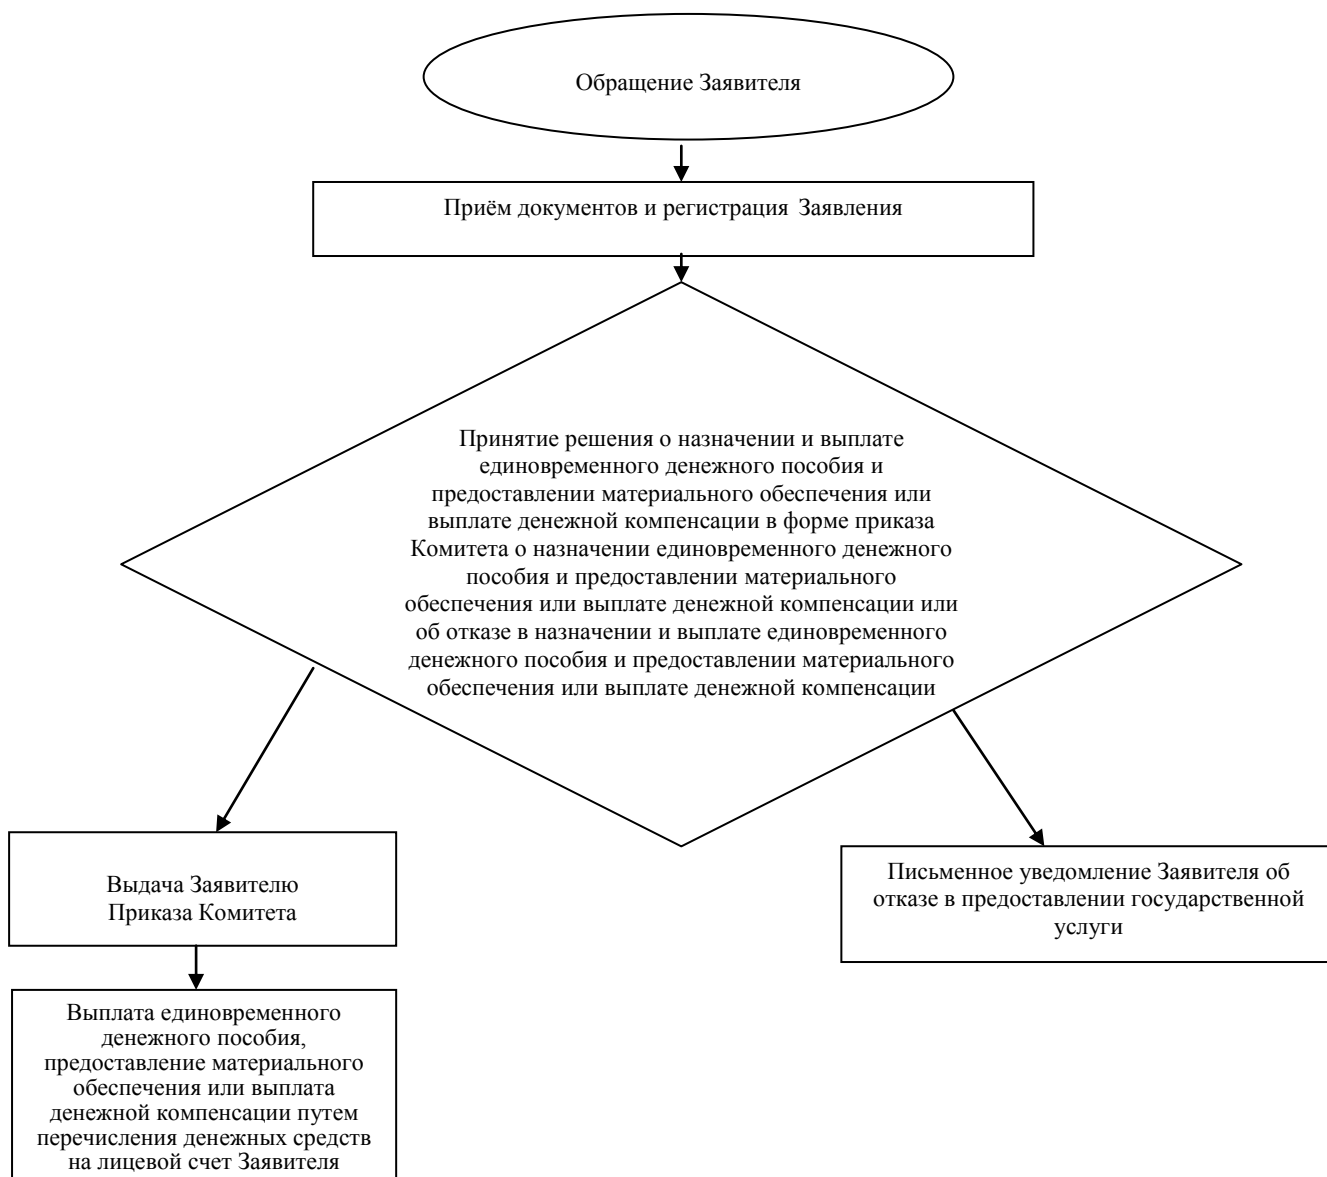 Обращение Заявителя
Приём документов и регистрация Заявления
Принятие решения о назначении и выплате
единовременного денежного пособия и
предоставлении материального обеспечения или
выплате денежной компенсации в форме приказа
Комитета о назначении единовременного денежного
пособия и предоставлении материального
обеспечения или выплате денежной компенсации или
об отказе в назначении и выплате единовременного
денежного пособия и предоставлении материального
обеспечения или выплате денежной компенсации
Выдача Заявителю
Приказа Комитета
Письменное уведомление Заявителя об
отказе в предоставлении государственной
услуги
Выплата единовременного
денежного пособия,
предоставление материального
обеспечения или выплата
денежной компенсации путем
перечисления денежных средств
на лицевой счет Заявителя